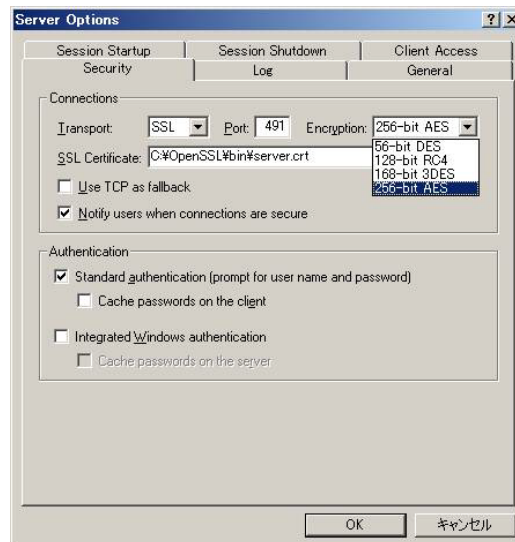 Server Options
Session Startup Session Shutdown Client Access
Security Log General
Connections
Transport: SSL Port: 491 Encryption: 256-bit AES
56-bit DES
128-bit RC4
168-bit 3DES
256-bit AES
SSL Certificate: C:¥OpenSSL¥bin¥server.crt
Use TCP as fallback
Notify users when connections are secure
Authentication
Standard authentication (prompt for user name and password)
Cache passwords on the client
Integrated Windows authentication
Cache passwords on the server
OK キャンセル